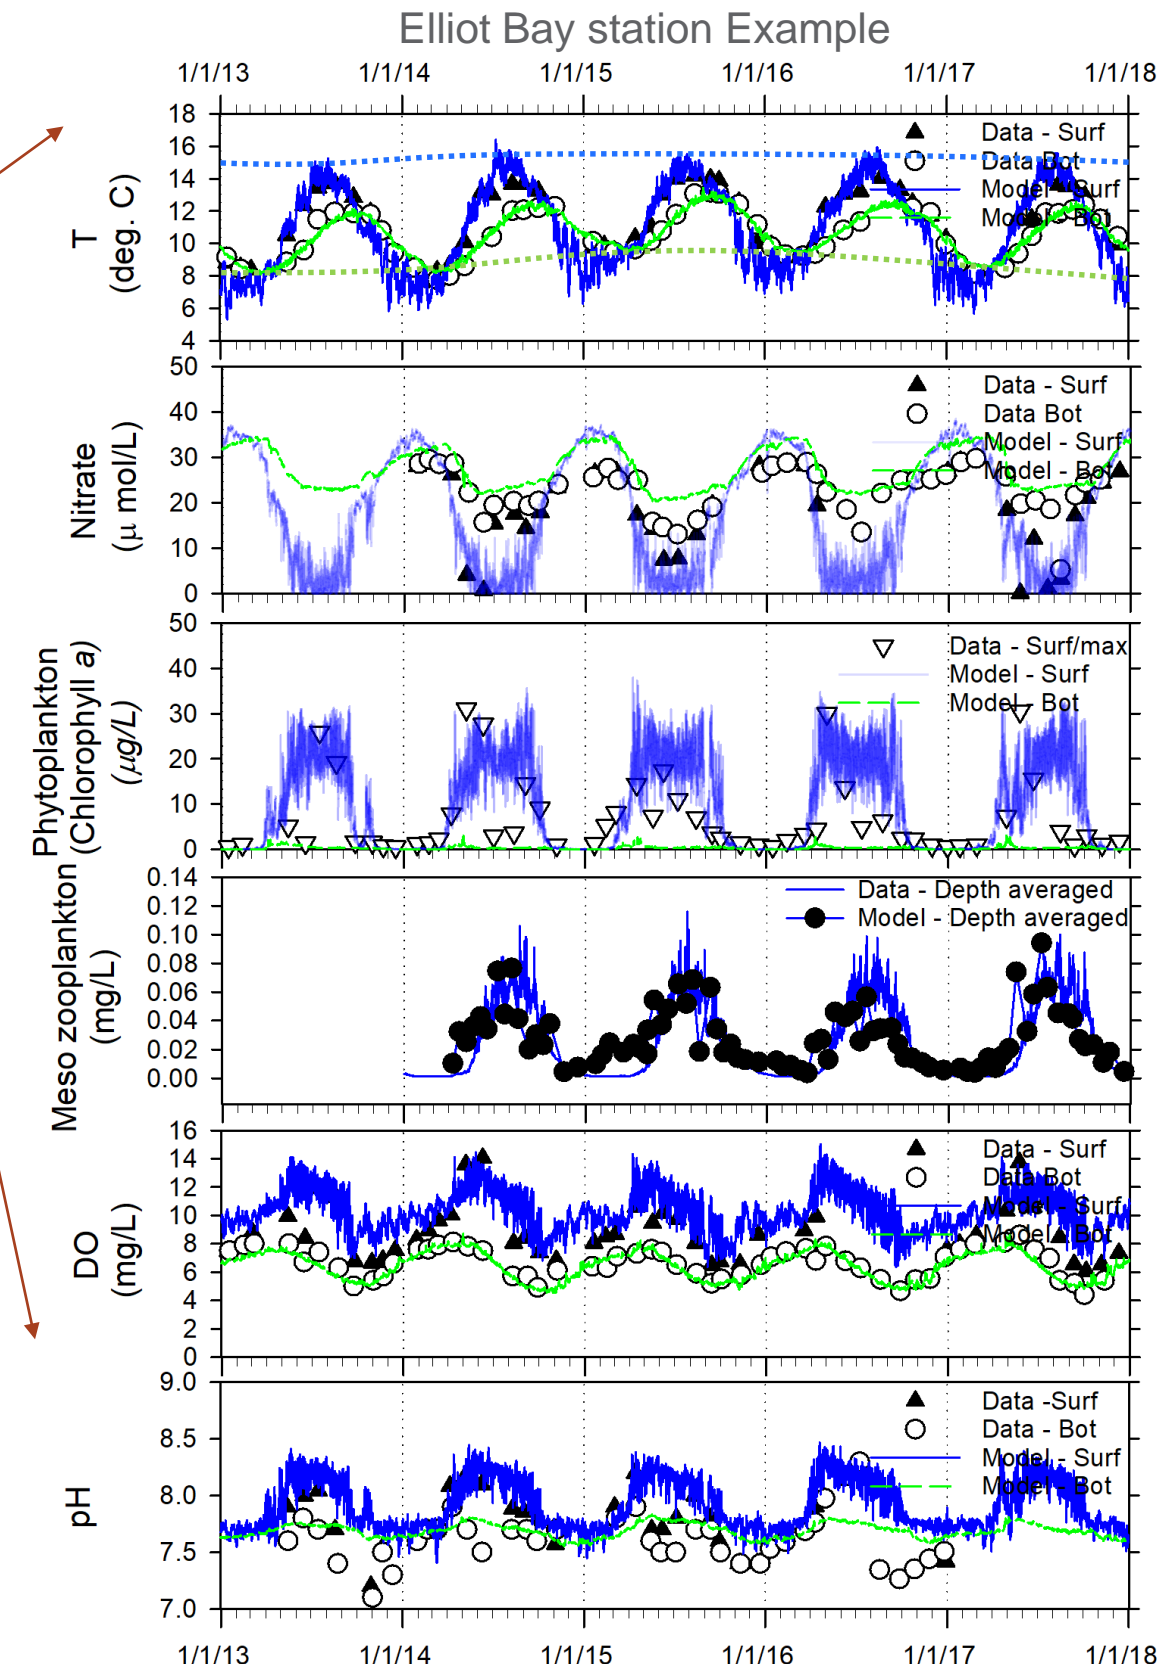 Elliot Bay station Example
1/1/13 1/1/14 1/1/15 1/1/16 1/1/17 1/1/18
T
(deg. C)
18
16
14
12
10
8
6
4
Data - Surf
Data Bot
Model - Surf
Model - Bot
Nitrate
(μ mol/L)
50
40
30
20
10
0
Data - Surf
Data Bot
Model - Surf
Model - Bot
Phytoplankton
(Chlorophyll a)
(μg/L)
50
40
30
20
10
0
Data - Surf/max
Model - Surf
Model - Bot
Meso zooplankton
(mg/L)
0.14
0.12
0.10
0.08
0.06
0.04
0.02
0.00
Data - Depth averaged
Model - Depth averaged
DO
(mg/L)
16
14
12
10
8
6
4
2
0
Data - Surf
Data Bot
Model - Surf
Model - Bot
pH
9.0
8.5
8.0
7.5
7.0
Data -Surf
Data - Bot
Model - Surf
Model - Bot
1/1/13 1/1/14 1/1/15 1/1/16 1/1/17 1/1/18